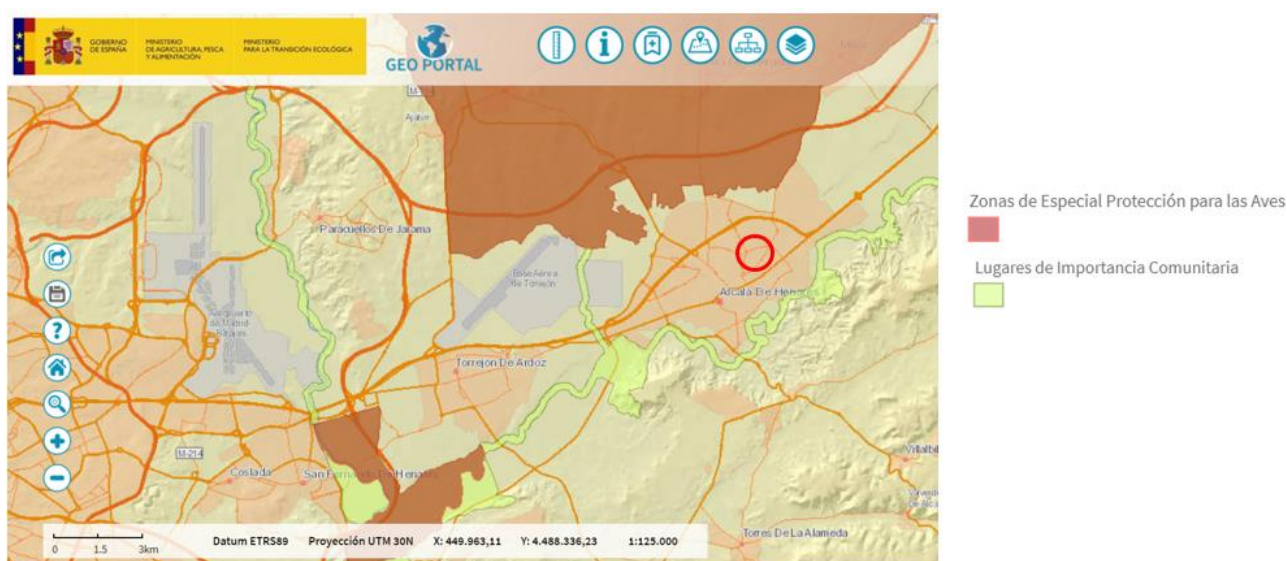 GOBIERNO
DE ESPAÑA
MINISTERIO
DE AGRICULTURA, PESCA
Y ALIMENTACIÓN
MINISTERIO
PARA LA TRANSICIÓN ECOLÓGICA
GEO PORTAL
Ajalvir
Paracuellos De Jarama
Base Aérea
de Torrejón
Alcalá De Henares
Aeropuerto
de Madrid-
Barajas
Torrejón De Ardoz
M-214
Coslada
San Fernando De Henares
Torres De La Alameda
0 1.5 3km
Datum ETRS89 Proyección UTM 30N X: 449.963,11 Y: 4.488.336,23 1:125.000
Zonas de Especial Protección para las Aves
Lugares de Importancia Comunitaria